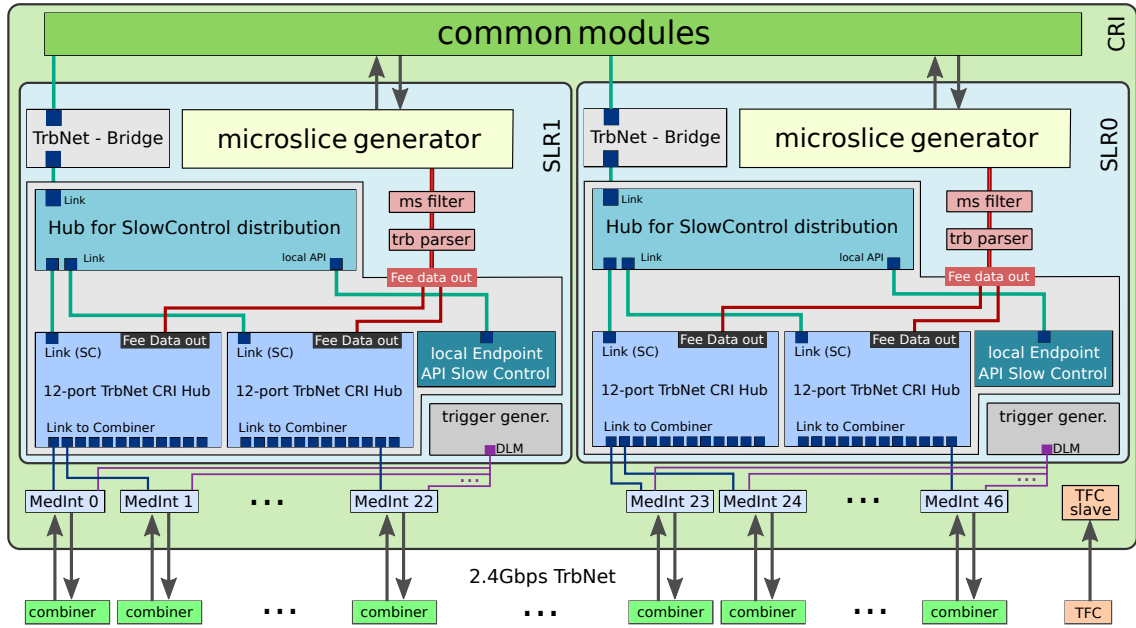 common modules
CRI
TrbNet - Bridge
microslice generator
SLR1
Link
Hub for SlowControl distribution
Link
local API
ms filter
trb parser
Fee data out
Link (SC)
Fee Data out
12-port TrbNet CRI Hub
Link to Combiner
Link (SC)
Fee Data out
12-port TrbNet CRI Hub
Link to Combiner
local Endpoint
API Slow Control
trigger gener.
DLM
...
TrbNet - Bridge
microslice generator
SLR0
Link
Hub for SlowControl distribution
Link
local API
ms filter
trb parser
Fee data out
Link (SC)
Fee Data out
12-port TrbNet CRI Hub
Link to Combiner
Link (SC)
Fee Data out
12-port TrbNet CRI Hub
Link to Combiner
local Endpoint
API Slow Control
trigger gener.
DLM
...
MedInt 0
MedInt 1
...
MedInt 22
MedInt 23
MedInt 24
...
MedInt 46
TFC
slave
2.4Gbps TrbNet
combiner
combiner
...
combiner
...
combiner
combiner
...
combiner
TFC